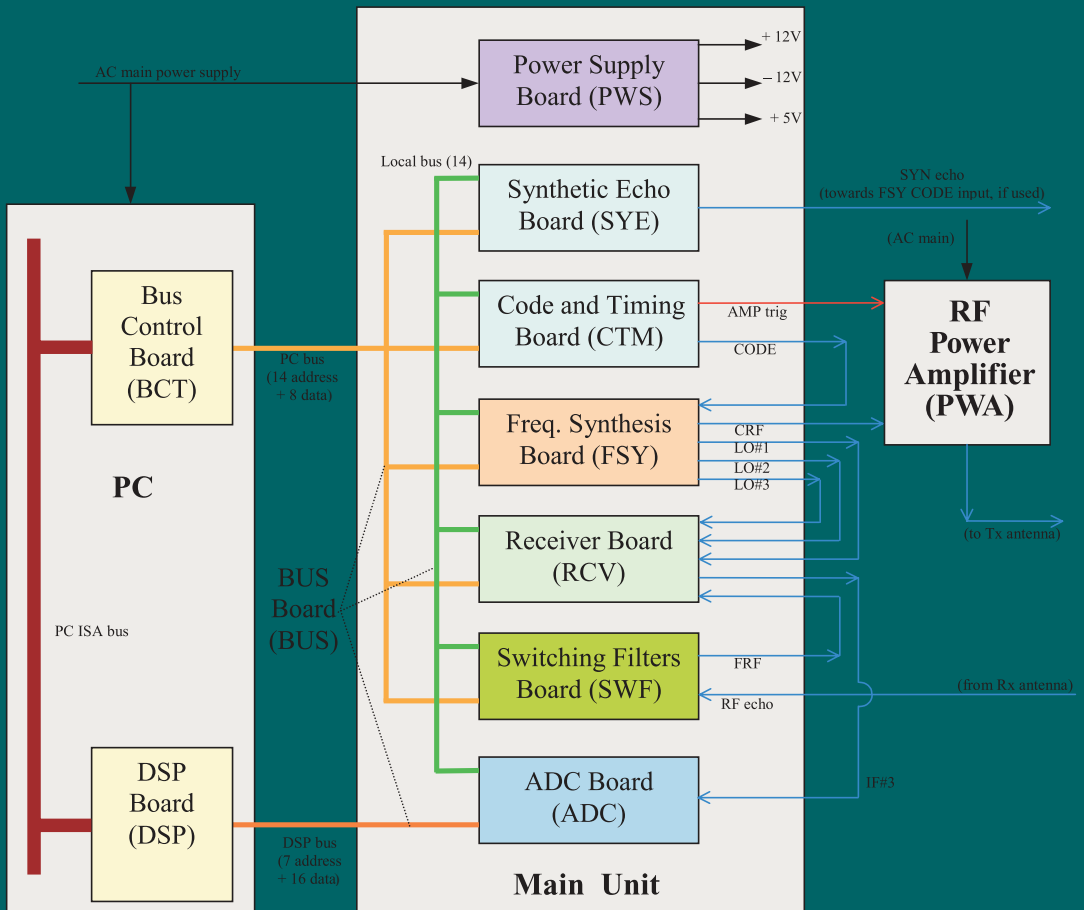 AC main power supply
Power Supply
Board (PWS)
+ 12V
– 12V
+ 5V
Local bus (14)
Synthetic Echo
Board (SYE)
SYN echo
(towards FSY CODE input, if used)
(AC main)
Code and Timing
Board (CTM)
AMP trig
CODE
RF
Power
Amplifier
(PWA)
Bus
Control
Board
(BCT)
PC bus
(14 address
+ 8 data)
Freq. Synthesis
Board (FSY)
CRF
LO#1
LO#2
LO#3
PC
(to Tx antenna)
Receiver Board
(RCV)
BUS
Board
(BUS)
PC ISA bus
Switching Filters
Board (SWF)
FRF
RF echo
(from Rx antenna)
DSP
Board
(DSP)
ADC Board
(ADC)
IF#3
DSP bus
(7 address
+ 16 data)
Main Unit